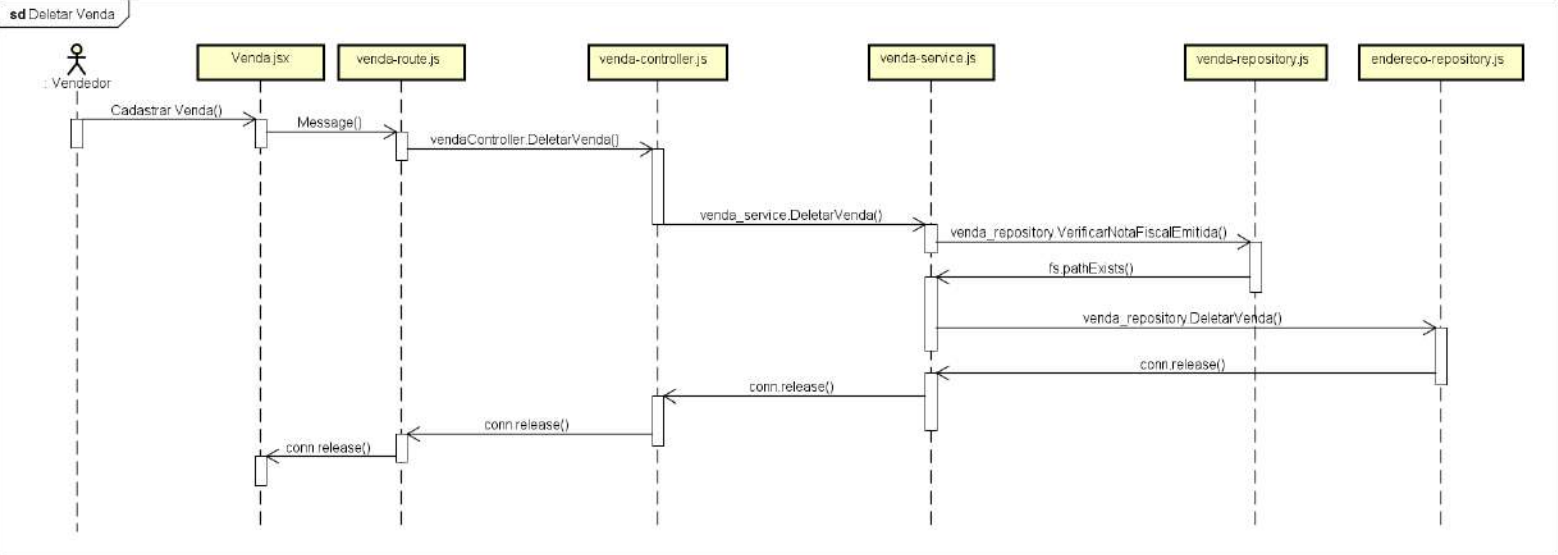 sd Deletar Venda
Venda.jsx
venda-route.js
venda-controller.js
venda-service.js
venda-repository.js
endereco-repository.js
: Vendedor
Cadastrar Venda()
Message()
vendaController.DeletarVenda()
venda_service.DeletarVenda()
venda_repository.VerificarNotaFiscalEmitida()
fs.pathExists()
venda_repository.DeletarVenda()
conn.release()
conn.release()
conn.release()
conn.release()